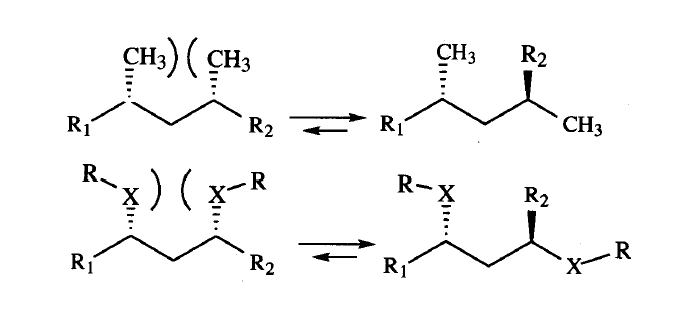 CH₃ ) ( CH₃ CH₃ R₂
R₁ R₂ R₁ CH₃
R X ) ( X R R X R₂
R₁ R₂ R₁ X R